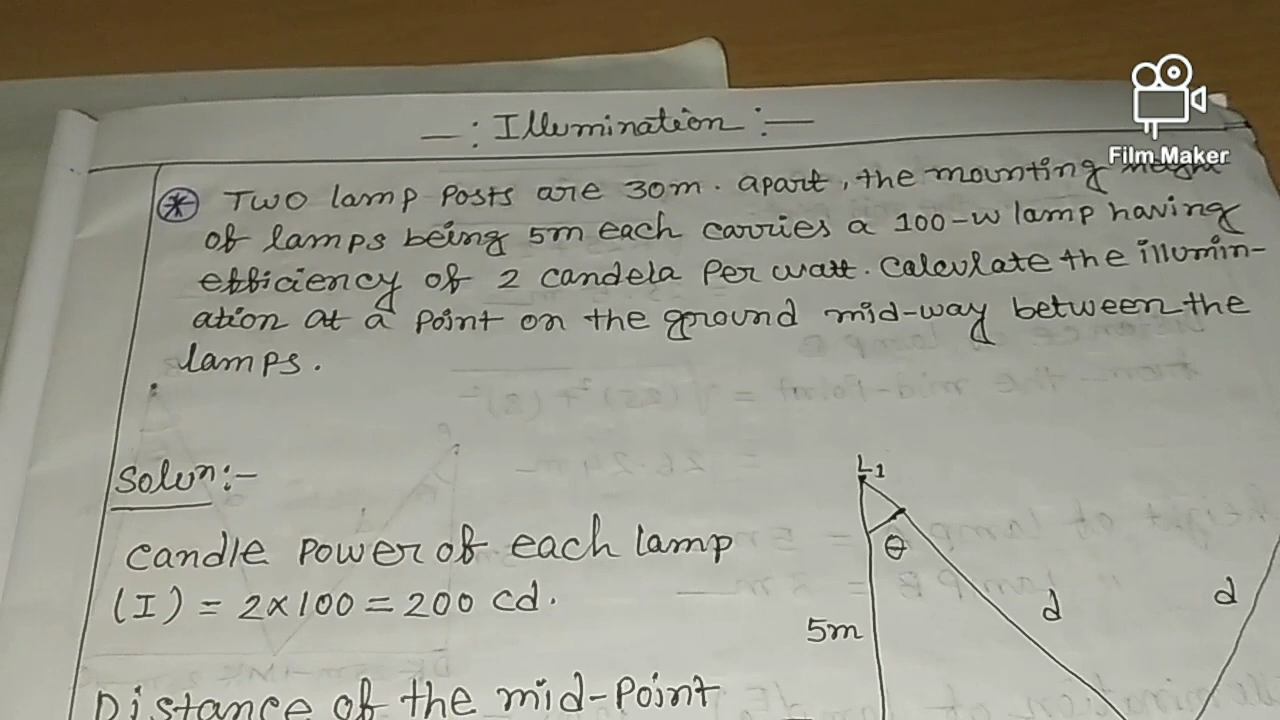 Film Maker
—: Illumination :—
* Two lamp posts are 30m. apart, the mounting height
of lamps being 5m each carries a 100-W lamp having
efficiency of 2 candela per watt. calculate the illumin-
ation at a point on the ground mid-way between the
lamps.
Solun:-
L1
candle power of each lamp
(I) = 2×100 = 200 cd.
θ
d
d
5m
Distance of the mid-point